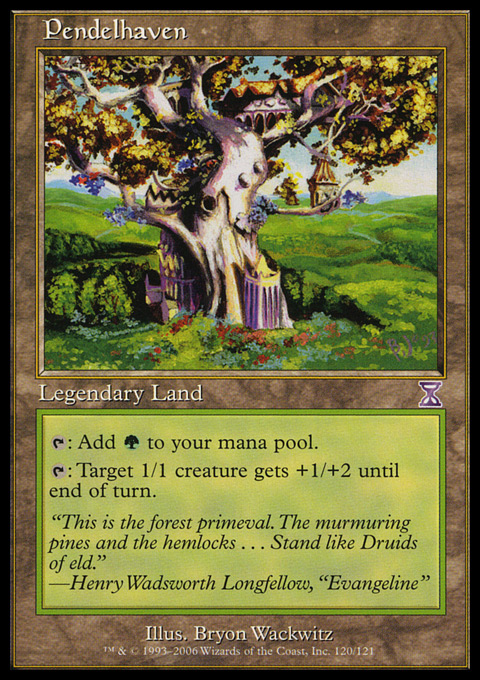 Pendelhaven
Legendary Land
: Add to your mana pool.
: Target 1/1 creature gets +1/+2 until
end of turn.
“This is the forest primeval. The murmuring
pines and the hemlocks . . . Stand like Druids
of eld.”
—Henry Wadsworth Longfellow, “Evangeline”
Illus. Bryon Wackwitz
™ & © 1993–2006 Wizards of the Coast, Inc. 120/121